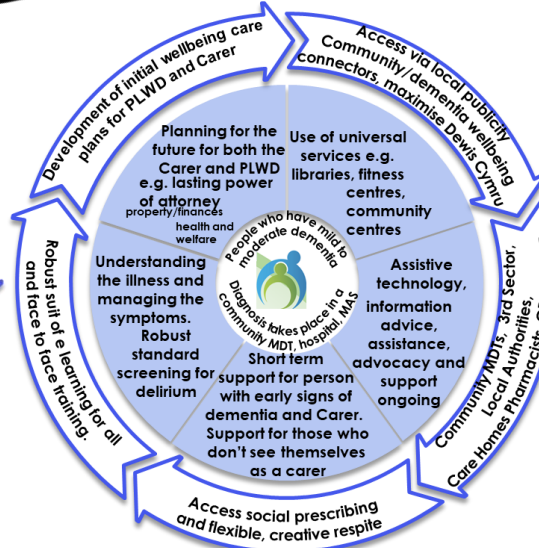 Development of initial wellbeing care
plans for PLWD and Carer
Access via local publicity
Community/dementia wellbeing
connectors, maximise Dewis Cymru
Community MDTs, 3rd Sector,
Local Authorities,
Care Homes Pharmacists
Access social prescribing
and flexible, creative respite
Robust suit of e learning for all
and face to face training.
Planning for the
future for both the
Carer and PLWD
e.g. lasting power
of attorney
property/finances
health and
welfare
Use of universal
services e.g.
libraries, fitness
centres,
community
centres
Assistive
technology,
information
advice,
assistance,
advocacy and
support
ongoing
Short term
support for person
with early signs of
dementia and Carer.
Support for those who
don't see themselves
as a carer
Understanding
the illness and
managing the
symptoms.
Robust
standard
screening for
delirium
People who have mild to
moderate dementia
Diagnosis takes place in a
community MDT, hospital, MAS